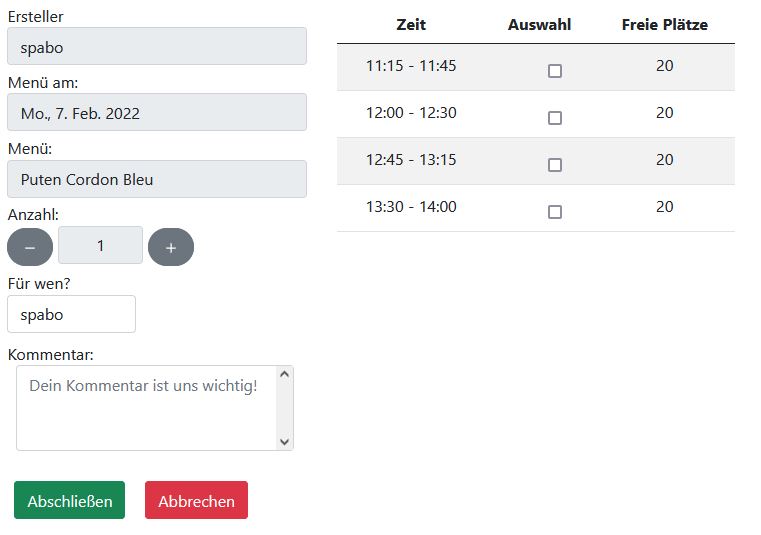 Ersteller
spabo
Menü am:
Mo., 7. Feb. 2022
Menü:
Puten Cordon Bleu
Anzahl:
− 1 +
Für wen?
spabo
Kommentar:
Dein Kommentar ist uns wichtig!
Abschließen Abbrechen
Zeit Auswahl Freie Plätze
11:15 - 11:45 20
12:00 - 12:30 20
12:45 - 13:15 20
13:30 - 14:00 20